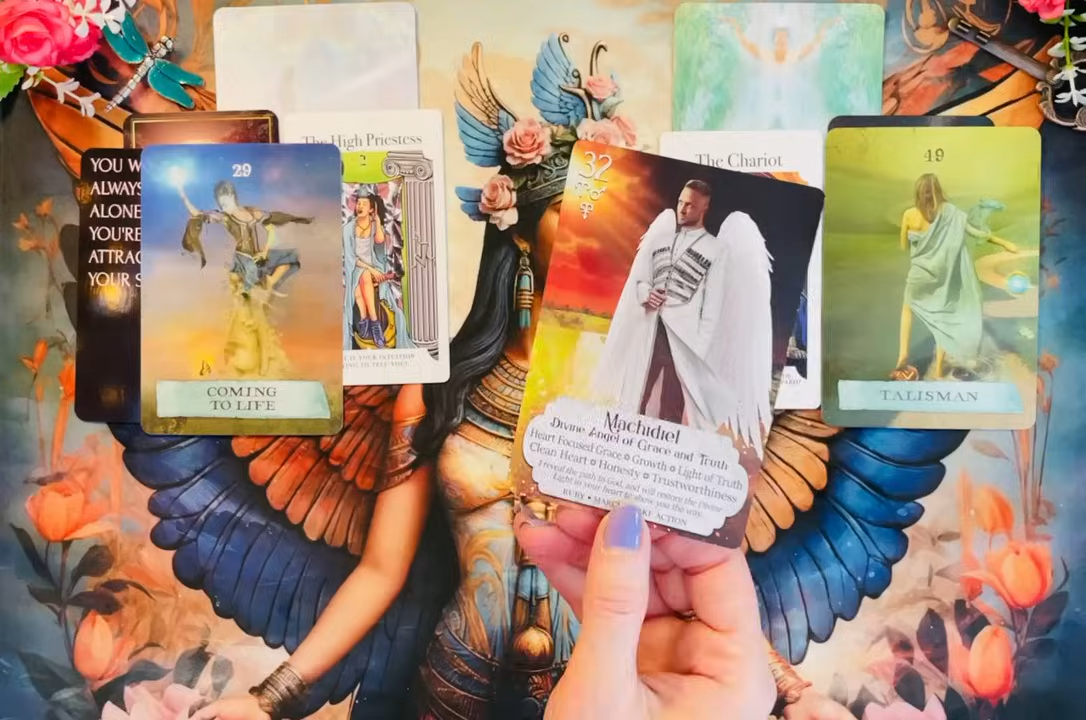 The High Priestess
2
YOU W
ALWAYS
ALONE
YOU'RE
ATTRAC
YOUR S
29
COMING
TO LIFE
The Chariot
32
Machidiel
Divine Angel of Grace and Truth
Heart Focused Grace Growth Light of Truth
Clean Heart Honesty Trustworthiness
I reveal the path to God, and will restore the Divine
Light in your heart to show you the way.
RUBY • ACTION
49
TALISMAN